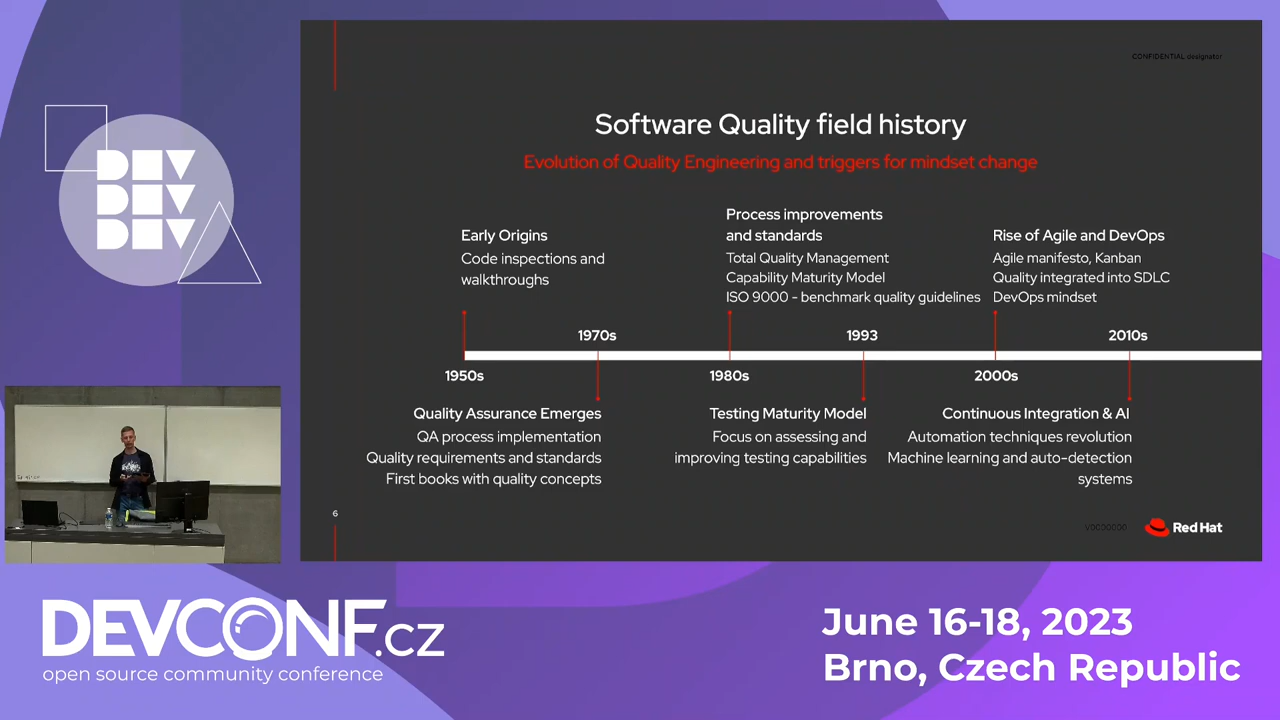 CONFIDENTIAL designator
Software Quality field history
Evolution of Quality Engineering and triggers for mindset change
Early Origins
Code inspections and
walkthroughs
Process improvements
and standards
Total Quality Management
Capability Maturity Model
ISO 9000 - benchmark quality guidelines
Rise of Agile and DevOps
Agile manifesto, Kanban
Quality integrated into SDLC
DevOps mindset
1970s
1993
2010s
1950s
1980s
2000s
Quality Assurance Emerges
QA process implementation
Quality requirements and standards
First books with quality concepts
Testing Maturity Model
Focus on assessing and
improving testing capabilities
Continuous Integration & AI
Automation techniques revolution
Machine learning and auto-detection
systems
6
V0000000
Red Hat
DEV
DEV
DEV
DEVCONF.cz
open source community conference
June 16-18, 2023
Brno, Czech Republic